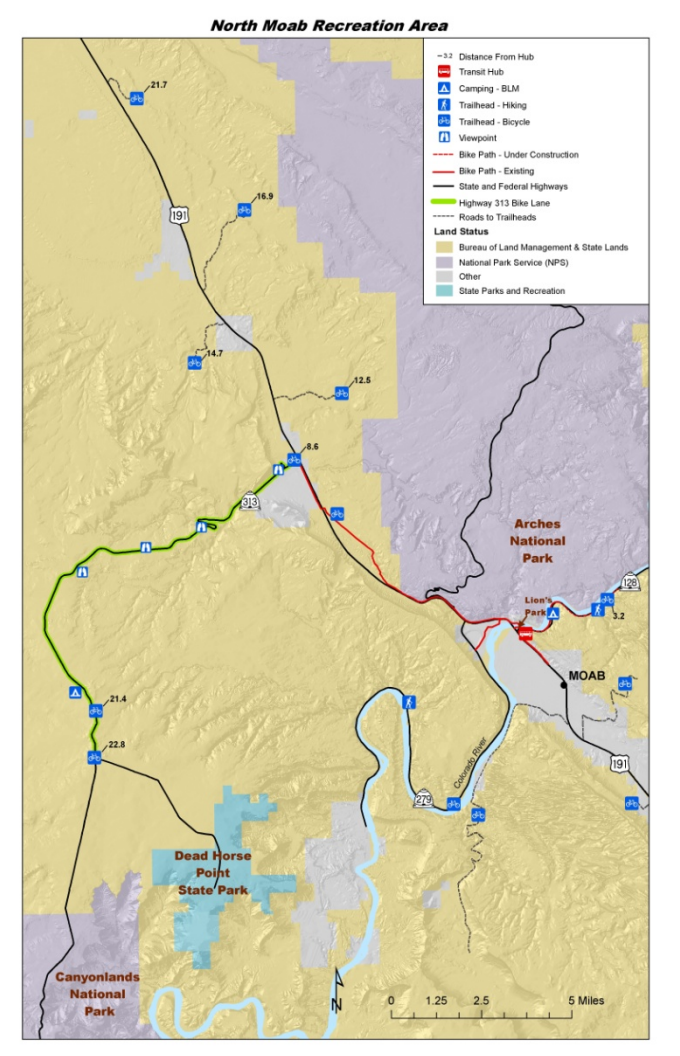 North Moab Recreation Area
3.2 Distance From Hub
Transit Hub
Camping - BLM
Trailhead - Hiking
Trailhead - Bicycle
Viewpoint
Bike Path - Under Construction
Bike Path - Existing
State and Federal Highways
Highway 313 Bike Lane
Roads to Trailheads
Land Status
Bureau of Land Management & State Lands
National Park Service (NPS)
Other
State Parks and Recreation
21.7
16.9
191
14.7
12.5
8.6
313
Arches
National
Park
128
Lion's
Park
3.2
MOAB
21.4
22.8
Colorado River
191
279
Dead Horse
Point
State Park
Canyonlands
National
Park
N
0 1.25 2.5 5 Miles